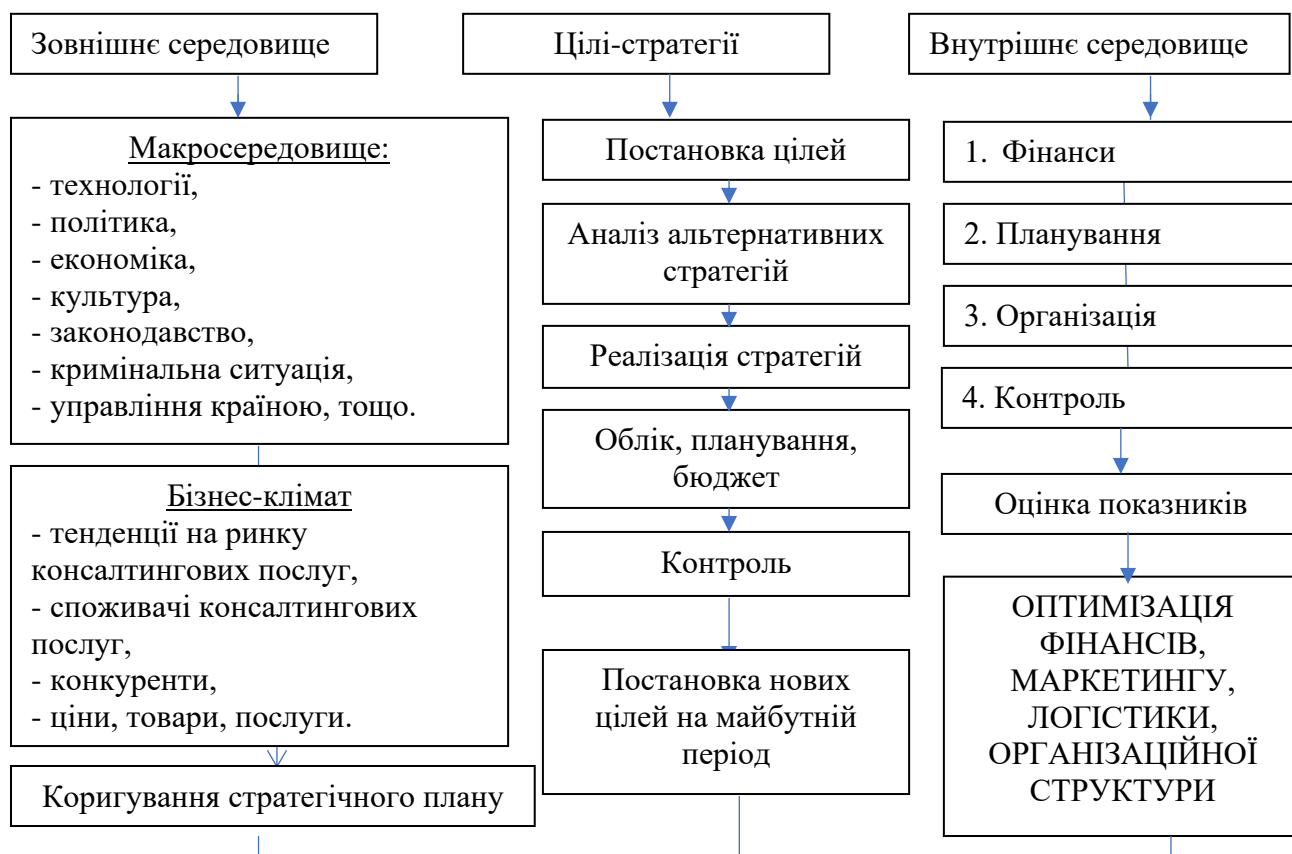 Зовнішнє середовище
Макросередовище:
- технології,
- політика,
- економіка,
- культура,
- законодавство,
- кримінальна ситуація,
- управління країною, тощо.
Бізнес-клімат
- тенденції на ринку
консалтингових послуг,
- споживачі консалтингових
послуг,
- конкуренти,
- ціни, товари, послуги.
Коригування стратегічного плану
Цілі-стратегії
Постановка цілей
Аналіз альтернативних
стратегій
Реалізація стратегій
Облік, планування,
бюджет
Контроль
Постановка нових
цілей на майбутній
період
Внутрішнє середовище
1. Фінанси
2. Планування
3. Організація
4. Контроль
Оцінка показників
ОПТИМІЗАЦІЯ
ФІНАНСІВ,
МАРКЕТИНГУ,
ЛОГІСТИКИ,
ОРГАНІЗАЦІЙНОЇ
СТРУКТУРИ